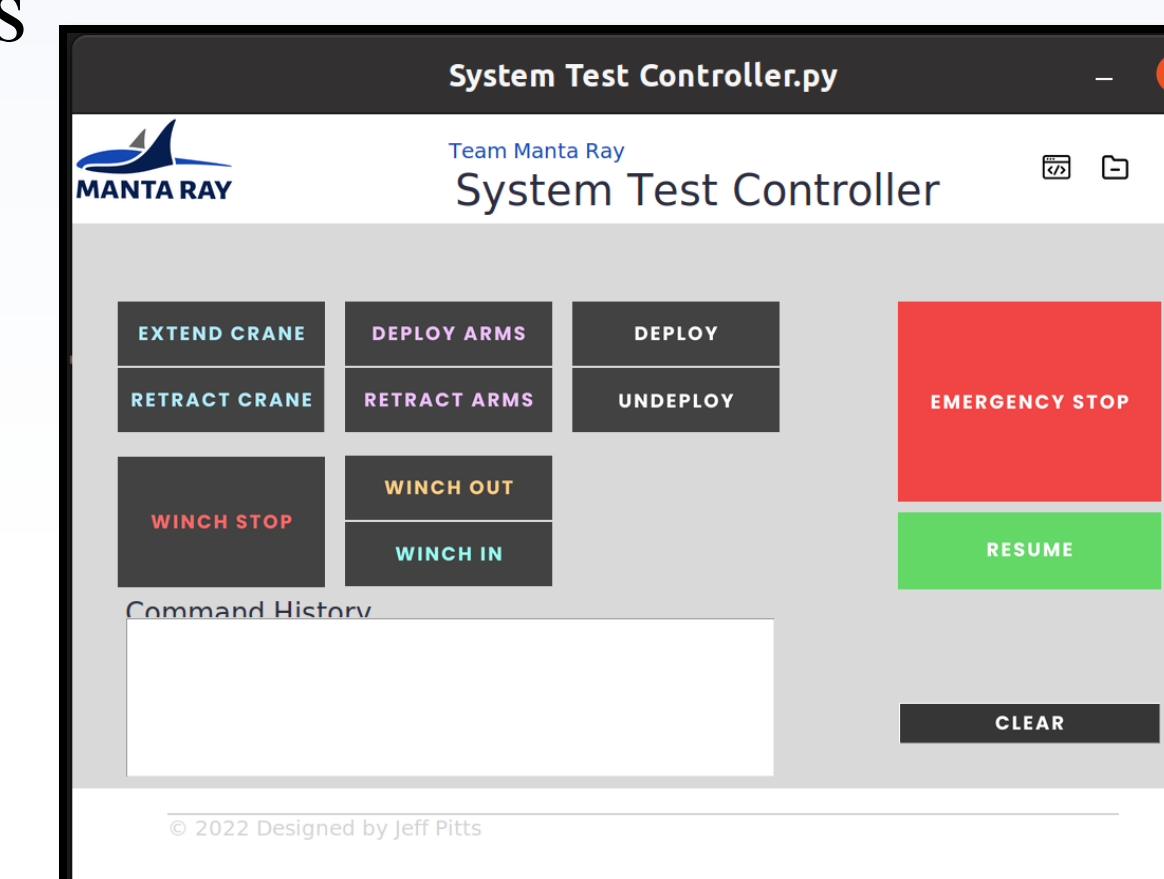 s
System Test Controller.py
MANTA RAY
Team Manta Ray
System Test Controller
EXTEND CRANE
DEPLOY ARMS
DEPLOY
RETRACT CRANE
RETRACT ARMS
UNDEPLOY
EMERGENCY STOP
WINCH STOP
WINCH OUT
WINCH IN
RESUME
Command History
CLEAR
© 2022 Designed by Jeff Pitts